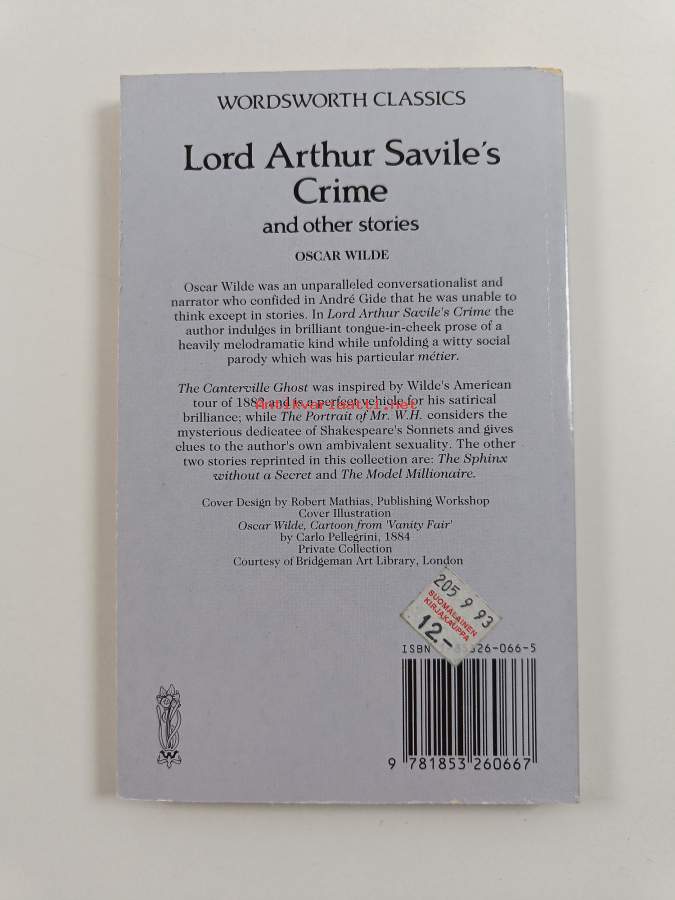 WORDSWORTH CLASSICS
Lord Arthur Savile's
Crime
and other stories
OSCAR WILDE
Oscar Wilde was an unparalleled conversationalist and
narrator who confided in André Gide that he was unable to
think except in stories. In Lord Arthur Savile's Crime the
author indulges in brilliant tongue-in-cheek prose of a
heavily melodramatic kind while unfolding a witty social
parody which was his particular métier.
The Canterville Ghost was inspired by Wilde's American
tour of 1882 and is a perfect vehicle for his satirical
Antikvariaatti.net
brilliance; while The Portrait of Mr. W.H. considers the
mysterious dedicatee of Shakespeare's Sonnets and gives
clues to the author's own ambivalent sexuality. The other
two stories reprinted in this collection are: The Sphinx
without a Secret and The Model Millionaire.
Cover Design by Robert Mathias, Publishing Workshop
Cover Illustration
Oscar Wilde, Cartoon from 'Vanity Fair'
by Carlo Pellegrini, 1884
Private Collection
Courtesy of Bridgeman Art Library, London
205 9 93
SUOMALAINEN
KIRJAKAUPPA
12.-
ISBN 26-066-5
9 781853 260667
W